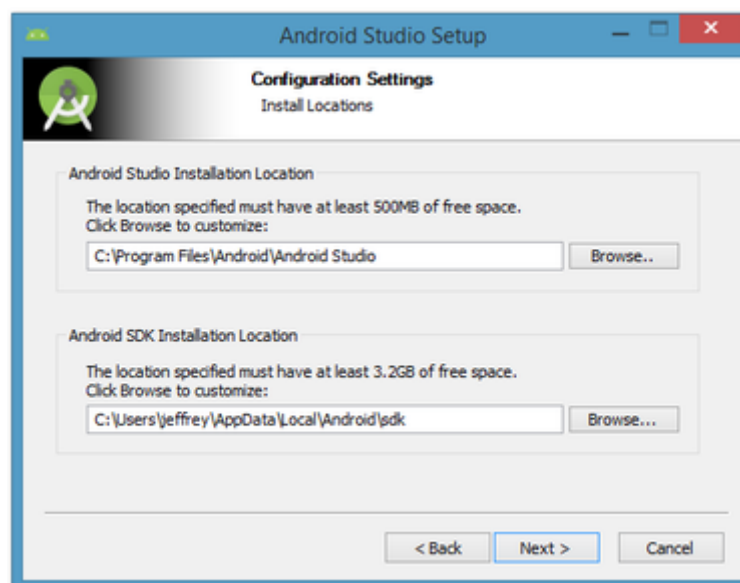 Android Studio Setup
Configuration Settings
Install Locations
Android Studio Installation Location
The location specified must have at least 500MB of free space.
Click Browse to customize:
C:\Program Files\Android\Android Studio
Browse..
Android SDK Installation Location
The location specified must have at least 3.2GB of free space.
Click Browse to customize:
C:\Users\jeffrey\AppData\Local\Android\sdk
Browse...
< Back
Next >
Cancel